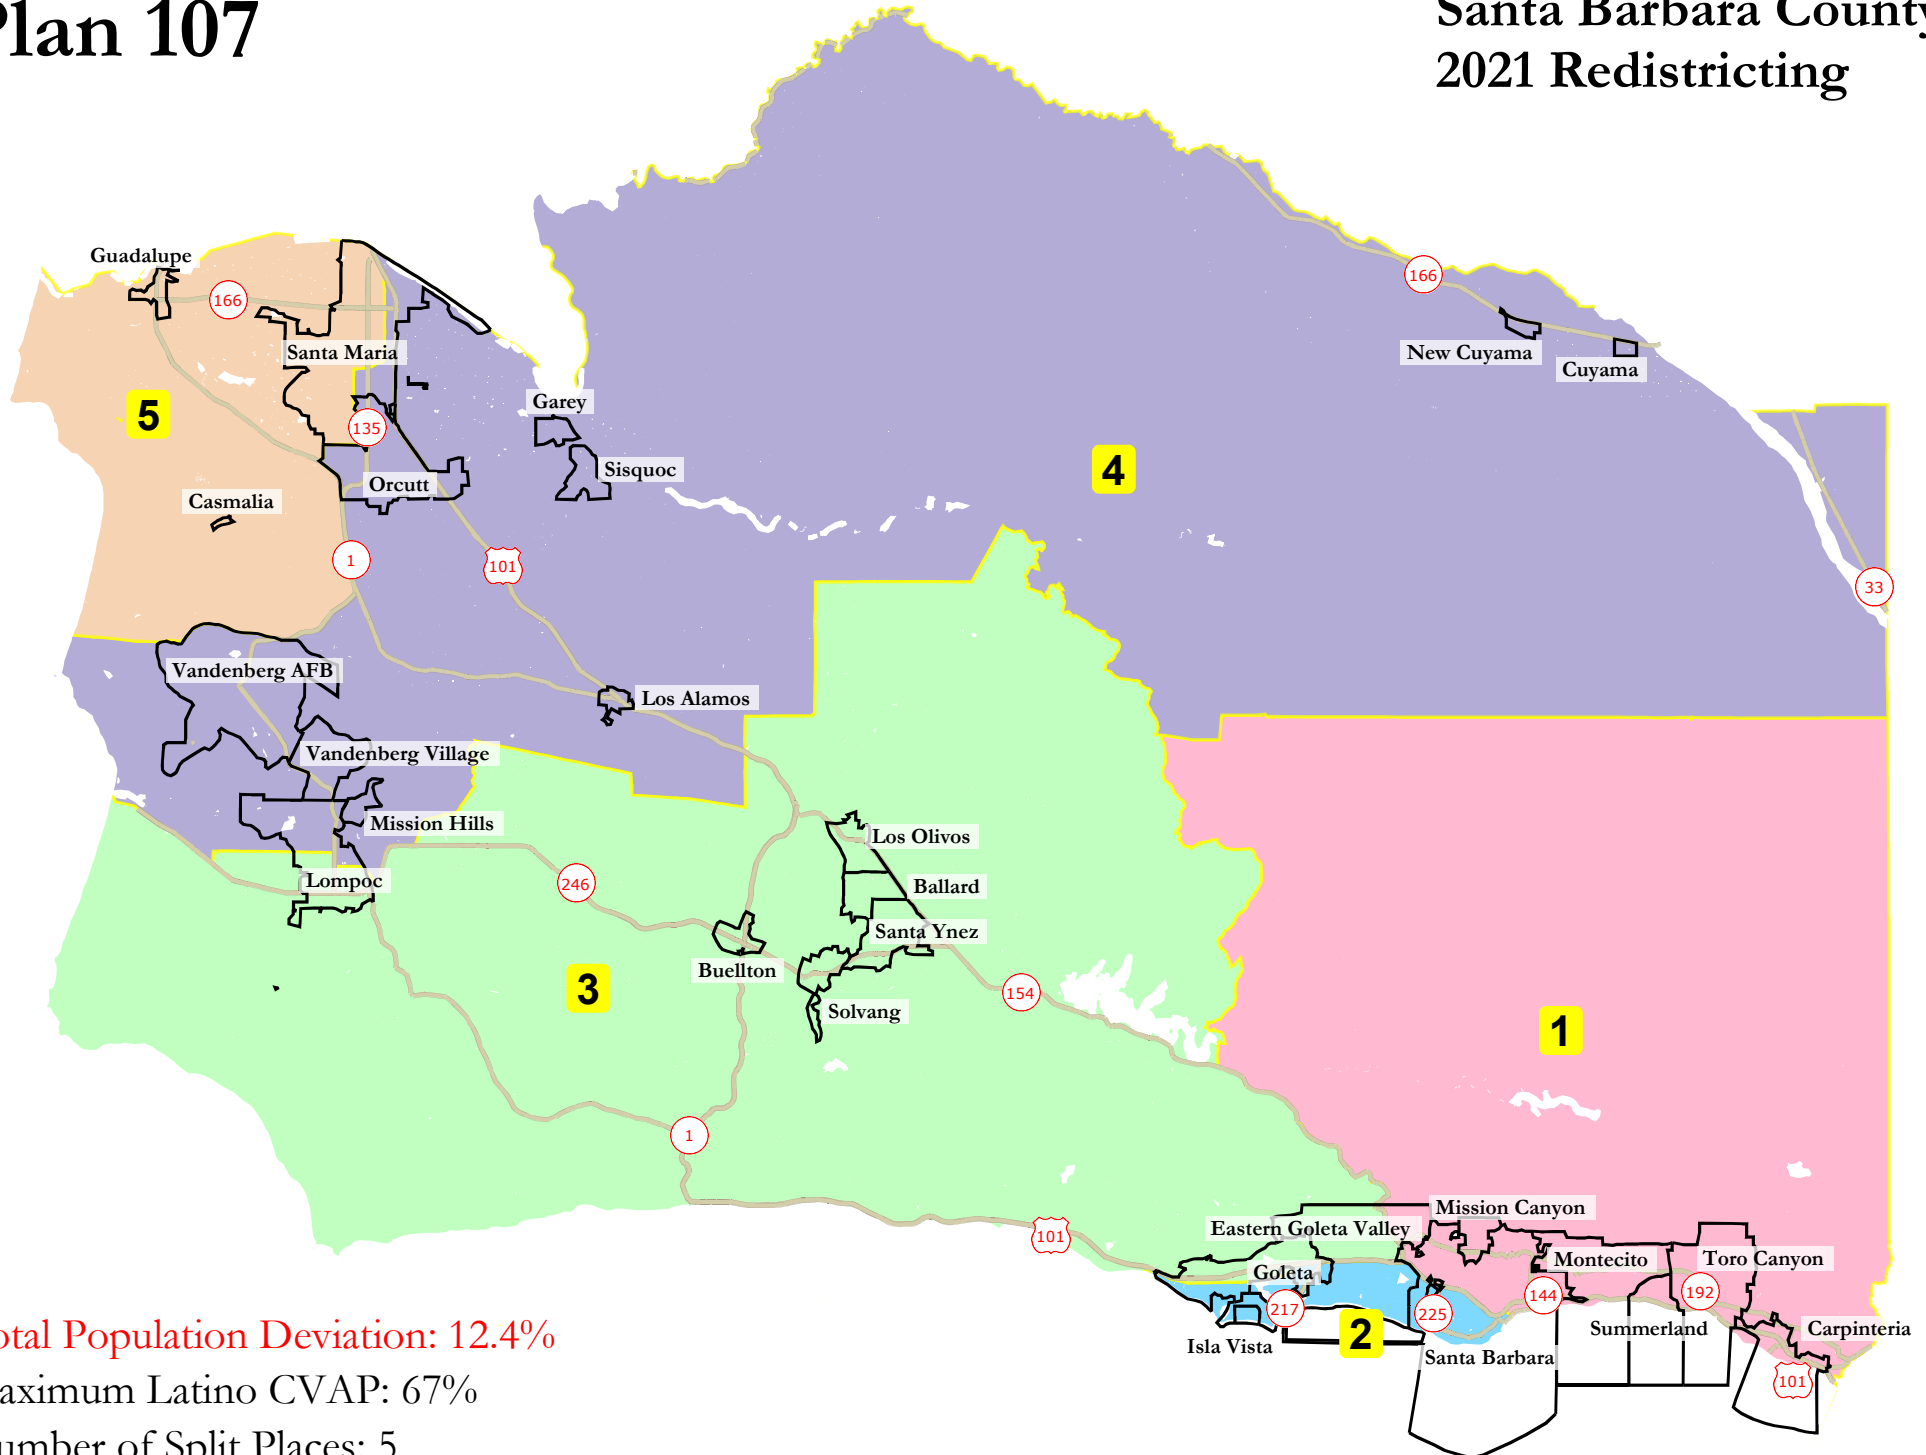 Plan 107
Santa Barbara County
2021 Redistricting
Guadalupe
166
Santa Maria
5
135
Garey
Sisquoc
Orcutt
Casmalia
1
101
4
166
New Cuyama
Cuyama
33
Vandenberg AFB
Los Alamos
Vandenberg Village
Mission Hills
Lompoc
246
Los Olivos
Ballard
Santa Ynez
Buellton
3
Solvang
154
1
1
101
Mission Canyon
Eastern Goleta Valley
Goleta
Montecito
Toro Canyon
217
225
144
192
2
Isla Vista
Summerland
Carpinteria
Santa Barbara
101
otal Population Deviation: 12.4%
aximum Latino CVAP: 67%
umber of Split Places: 5